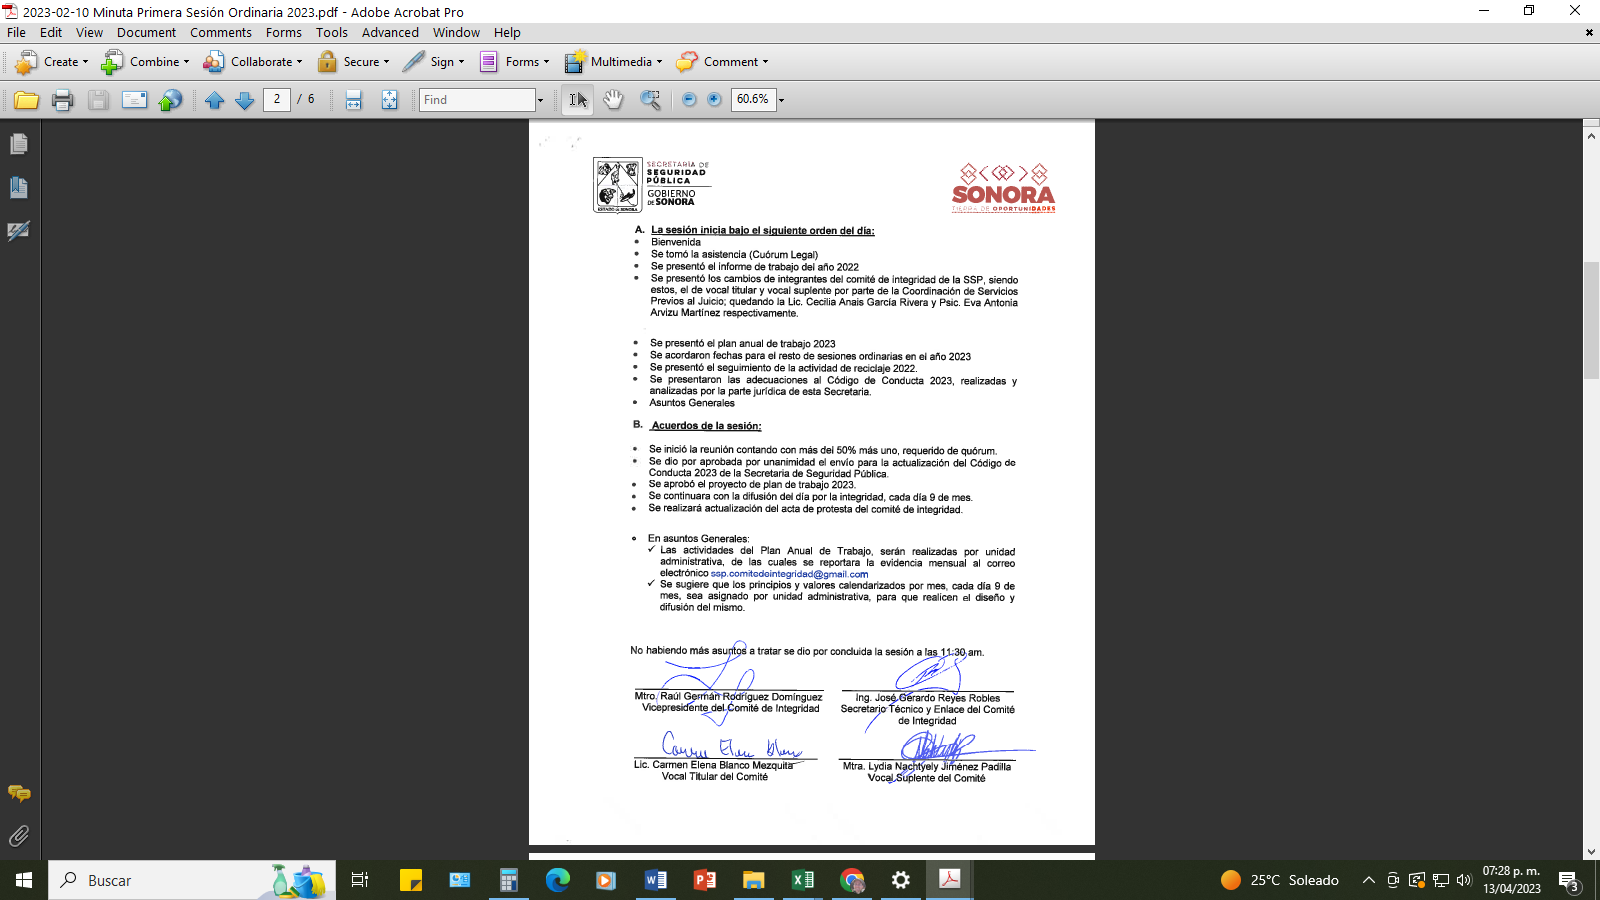 2023-02-10 Minuta Primera Sesión Ordinaria 2023.pdf - Adobe Acrobat Pro
File Edit View Document Comments Forms Tools Advanced Window Help
Create Combine Collaborate Secure Sign Forms Multimedia Comment
2 / 6 Find 60.6%
SECRETARÍA DE
SEGURIDAD
PÚBLICA
GOBIERNO
DE SONORA
ESTADO DE SONORA
SONORA
TIERRA DE OPORTUNIDADES
A. La sesión inicia bajo el siguiente orden del día:
• Bienvenida
• Se tomó la asistencia (Cuórum Legal)
• Se presentó el informe de trabajo del año 2022
• Se presentó los cambios de integrantes del comité de integridad de la SSP, siendo
estos, el de vocal titular y vocal suplente por parte de la Coordinación de Servicios
Previos al Juicio; quedando la Lic. Cecilia Anais García Rivera y Psic. Eva Antonia
Arvizu Martínez respectivamente.
• Se presentó el plan anual de trabajo 2023
• Se acordaron fechas para el resto de sesiones ordinarias en el año 2023
• Se presentó el seguimiento de la actividad de reciclaje 2022.
• Se presentaron las adecuaciones al Código de Conducta 2023, realizadas y
analizadas por la parte jurídica de esta Secretaria.
• Asuntos Generales
B. Acuerdos de la sesión:
• Se inició la reunión contando con más del 50% más uno, requerido de quórum.
• Se dio por aprobada por unanimidad el envío para la actualización del Código de
Conducta 2023 de la Secretaria de Seguridad Pública.
• Se aprobó el proyecto de plan de trabajo 2023.
• Se continuara con la difusión del día por la integridad, cada día 9 de mes.
• Se realizará actualización del acta de protesta del comité de integridad.
• En asuntos Generales:
✓ Las actividades del Plan Anual de Trabajo, serán realizadas por unidad
administrativa, de las cuales se reportara la evidencia mensual al correo
electrónico ssp.comitedeintegridad@gmail.com
✓ Se sugiere que los principios y valores calendarizados por mes, cada día 9 de
mes, sea asignado por unidad administrativa, para que realicen el diseño y
difusión del mismo.
No habiendo más asuntos a tratar se dio por concluida la sesión a las 11:30 am.
Mtro. Raúl Germán Rodríguez Domínguez
Vicepresidente del Comité de Integridad
Ing. José Gerardo Reyes Robles
Secretario Técnico y Enlace del Comité
de Integridad
Carmen Elena Blanco
Lic. Carmen Elena Blanco Mezquita
Vocal Titular del Comité
Mtra. Lydia Nachtyely Jiménez Padilla
Vocal Suplente del Comité
Buscar
25°C Soleado
07:28 p. m.
13/04/2023
3